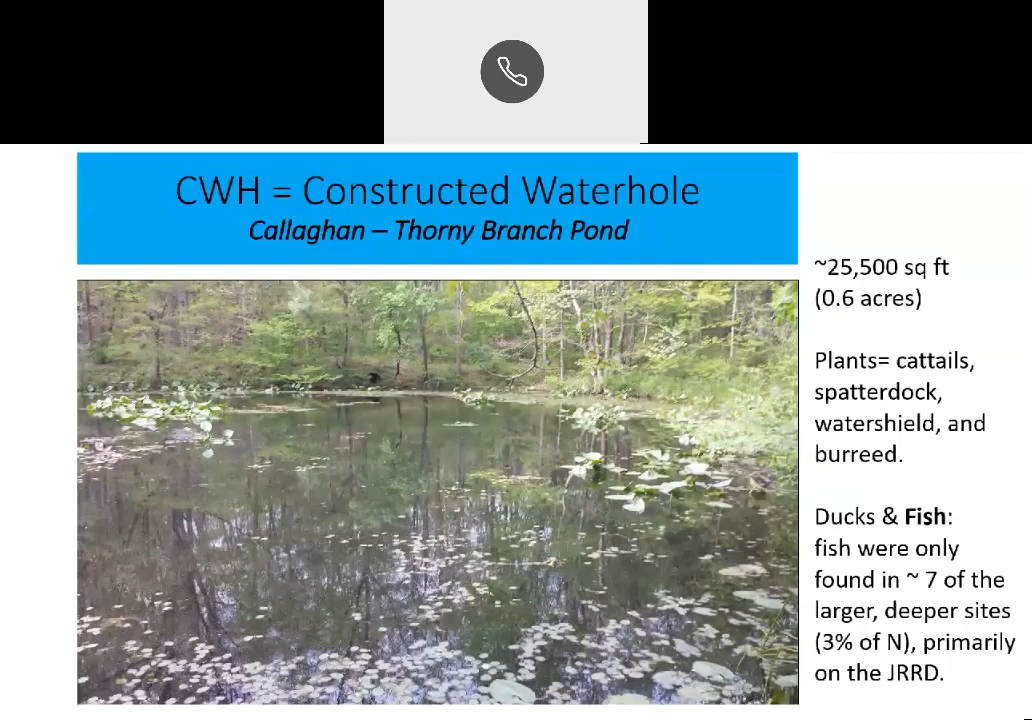 CWH = Constructed Waterhole
Callaghan – Thorny Branch Pond
~25,500 sq ft
(0.6 acres)
Plants= cattails,
spatterdock,
watershield, and
burreed.
Ducks & Fish:
fish were only
found in ~ 7 of the
larger, deeper sites
(3% of N), primarily
on the JRRD.